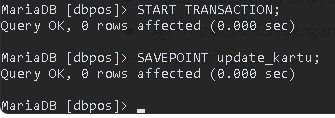 MariaDB [dbpos]> START TRANSACTION;
Query OK, 0 rows affected (0.000 sec)
MariaDB [dbpos]> SAVEPOINT update_kartu;
Query OK, 0 rows affected (0.000 sec)
MariaDB [dbpos]>